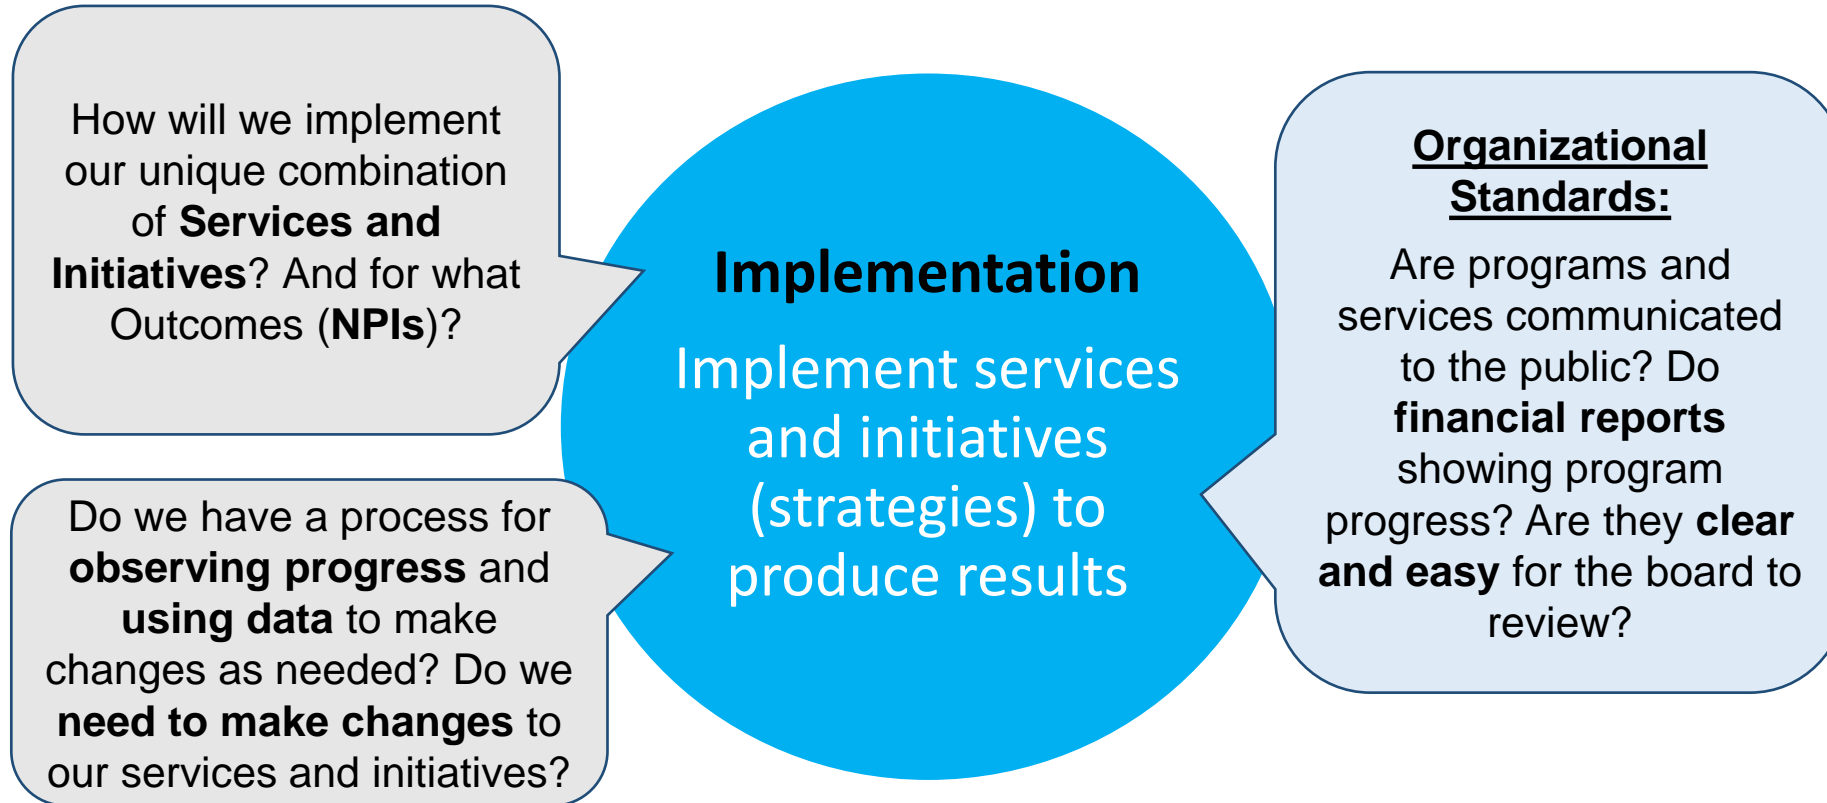 How will we implement
our unique combination
of Services and
Initiatives? And for what
Outcomes (NPIs)?
Do we have a process for
observing progress and
using data to make
changes as needed? Do we
need to make changes to
our services and initiatives?
Implementation
Implement services
and initiatives
(strategies) to
produce results
Organizational
Standards:
Are programs and
services communicated
to the public? Do
financial reports
showing program
progress? Are they clear
and easy for the board to
review?